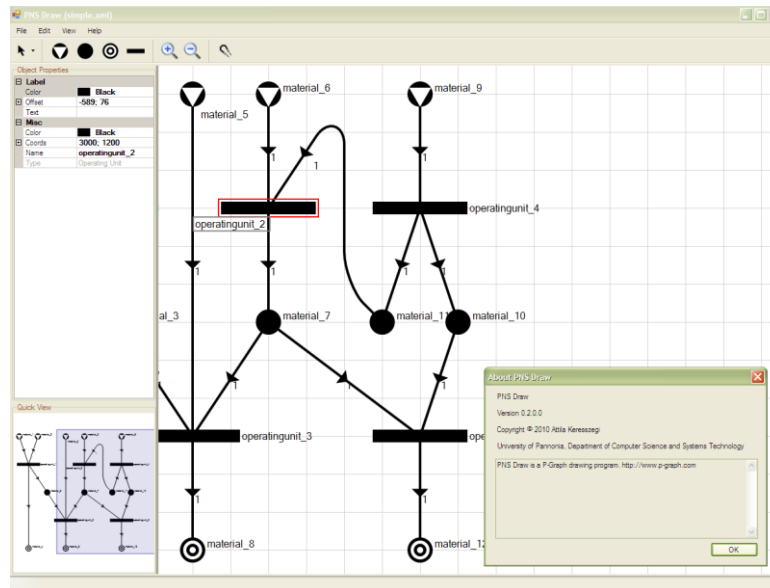 PNS Draw (simple.xml)
File Edit View Help
Object Properties
Label
Color Black
Offset -589; 76
Text
Misc
Color Black
Coords 3000; 1200
Name operatingunit_2
Type Operating Unit
material_5
material_6
material_9
1
1
operatingunit_2
operatingunit_4
1
1
1
1
al_3
material_7
material_11
material_10
1
1
1
operatingunit_3
ope
1
1
material_8
material_12
Quick View
About PNS Draw
PNS Draw
Version 0.2.0.0
Copyright © 2010 Attila Keresszegi
University of Pannonia, Department of Computer Science and Systems Technology
PNS Draw is a P-Graph drawing program. http://www.p-graph.com
OK